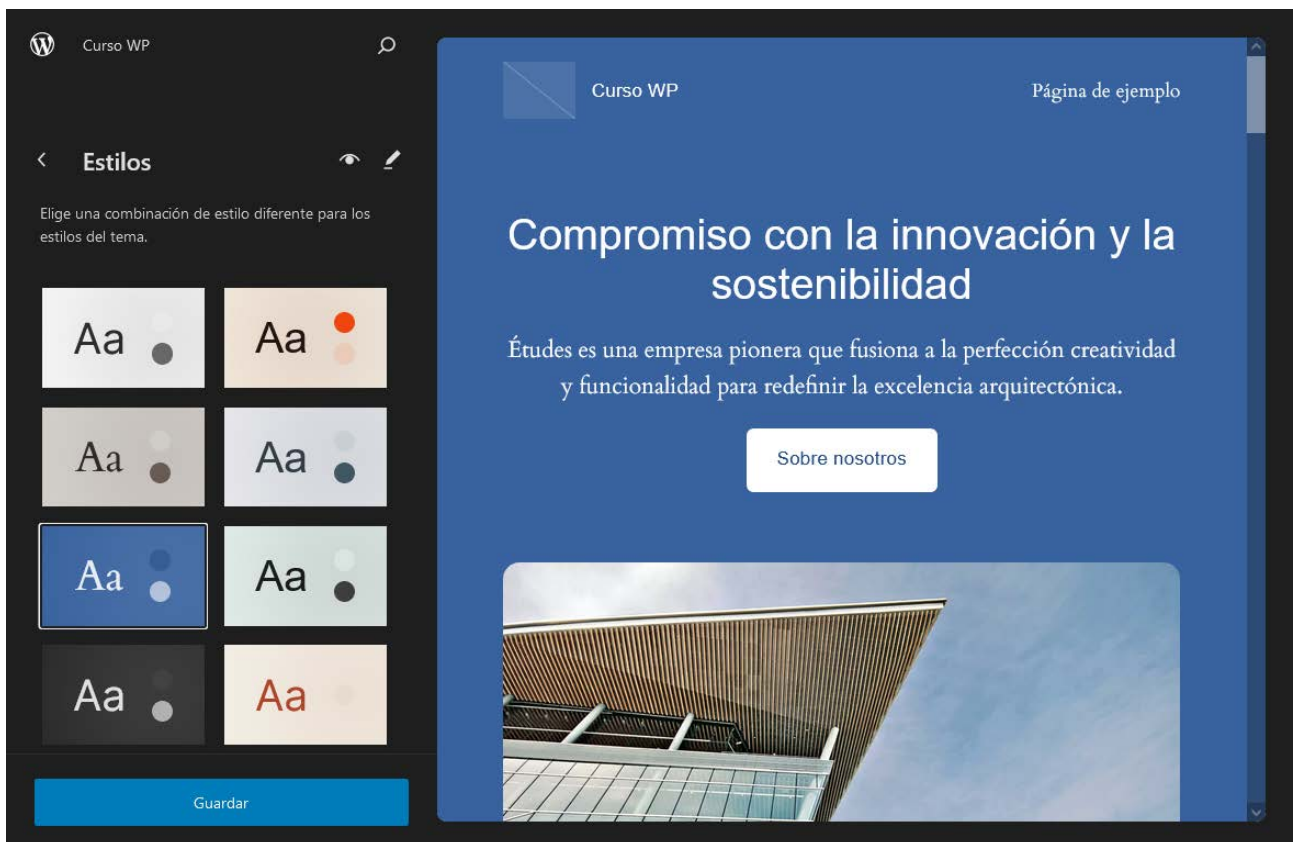 Curso WP
Estilos
Elige una combinación de estilo diferente para los
estilos del tema.
Aa
Aa
Aa
Aa
Aa
Aa
Aa
Aa
Guardar
Curso WP
Página de ejemplo
Compromiso con la innovación y la
sostenibilidad
Études es una empresa pionera que fusiona a la perfección creatividad
y funcionalidad para redefinir la excelencia arquitectónica.
Sobre nosotros